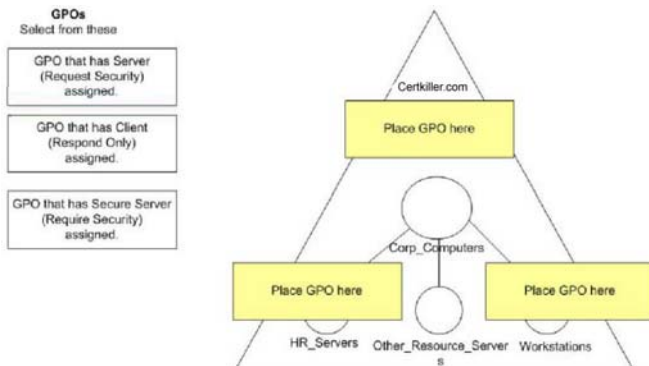 GPOs
Select from these
GPO that has Server
(Request Security)
assigned.
GPO that has Client
(Respond Only)
assigned.
GPO that has Secure Server
(Require Security)
assigned.
Certkiller.com
Place GPO here
Corp_Computers
Place GPO here
Place GPO here
HR_Servers
Other_Resource_Server
s
Workstations